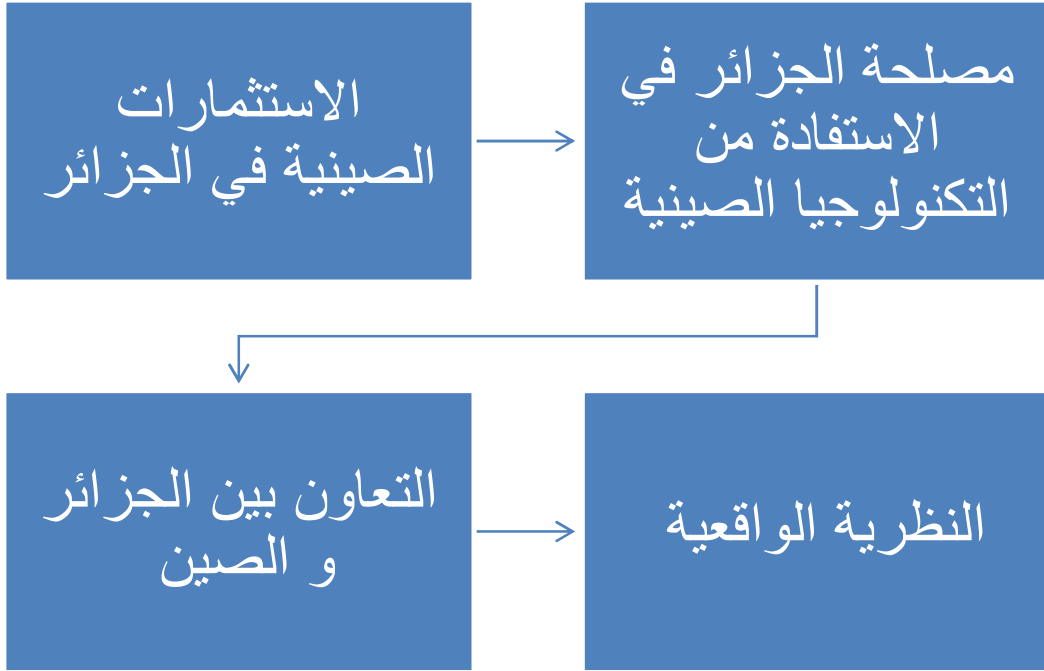 الاستثمارات
الصينية في الجزائر
مصلحة الجزائر في
الاستفادة من
التكنولوجيا الصينية
التعاون بين الجزائر
و الصين
النظرية الواقعية